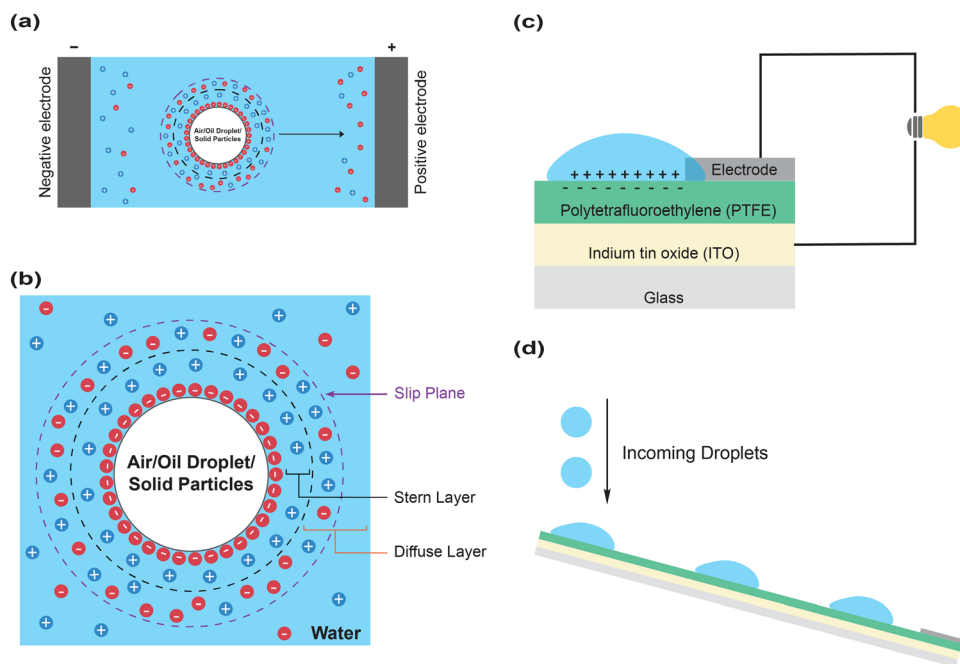 (a)
-
+
Negative electrode
Air/Oil Droplet/
Solid Particles
Positive electrode
(b)
Slip Plane
Air/Oil Droplet/
Solid Particles
Stern Layer
Diffuse Layer
Water
(c)
Electrode
+ + + + + + + + +
- - - - - - - - -
Polytetrafluoroethylene (PTFE)
Indium tin oxide (ITO)
Glass
(d)
Incoming Droplets